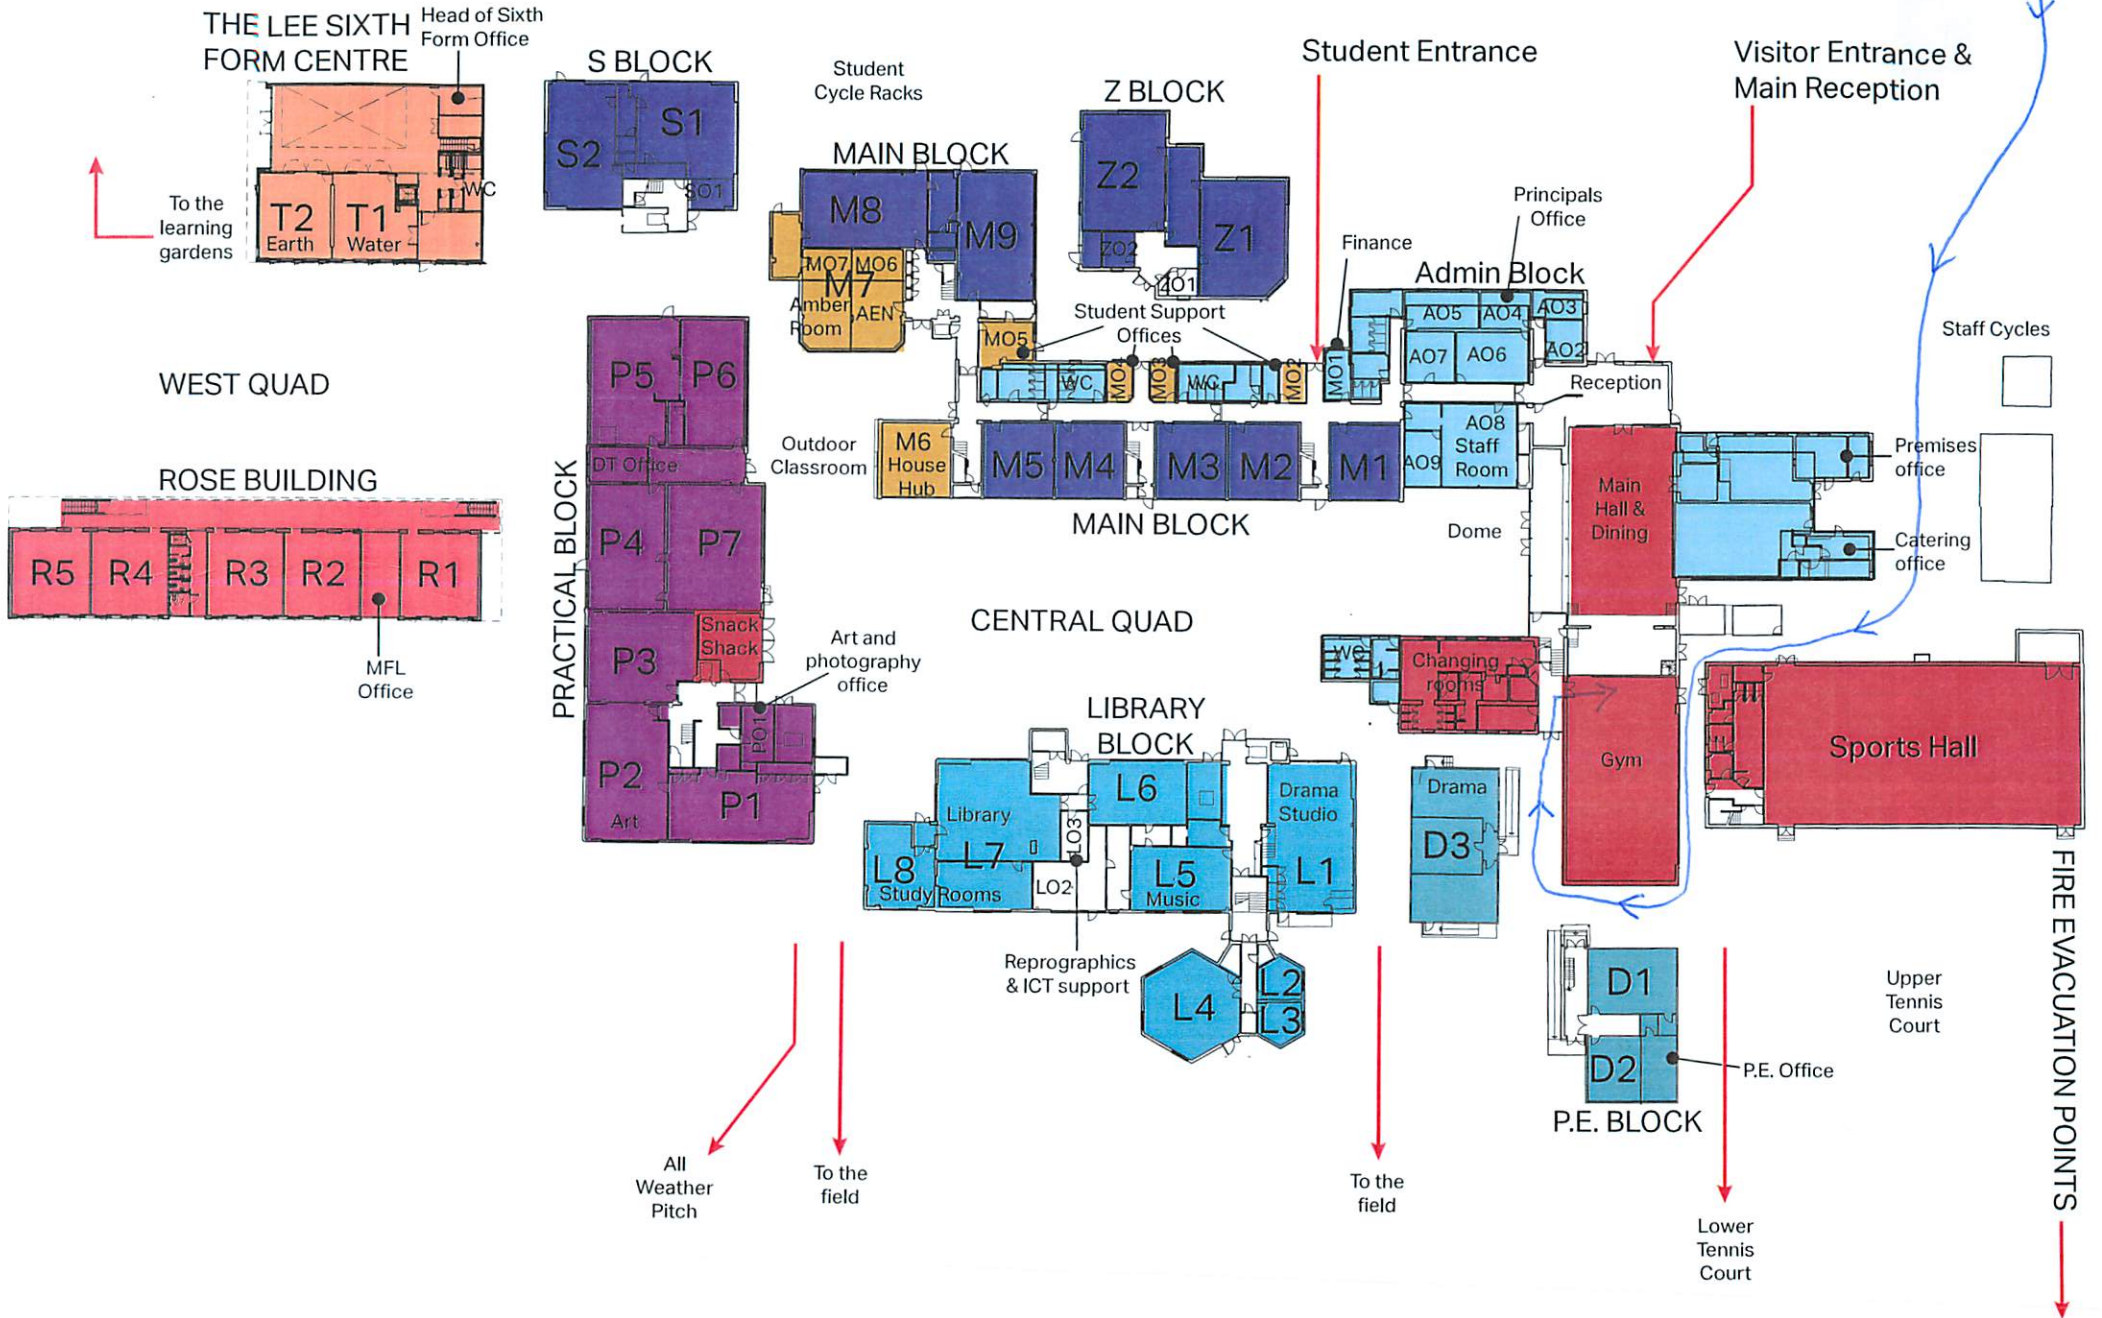 THE LEE SIXTH
FORM CENTRE
Head of Sixth
Form Office
T2
Earth
T1
Water
WC
To the
learning
gardens
S BLOCK
S2
S1
SO1
Student
Cycle Racks
MAIN BLOCK
M8
M9
MO7
MO6
M7
Amber
Room
AEN
MO5
Z BLOCK
Z2
ZO2
Z1
ZO1
Student Support
Offices
Student Entrance
Visitor Entrance &
Main Reception
Principals
Office
Finance
Admin Block
AO5
AO4
AO3
AO7
AO6
AO2
Reception
Staff Cycles
WC
MO4
MO3
WC
MO2
MO1
WEST QUAD
ROSE BUILDING
R5
R4
R3
R2
R1
MFL
Office
PRACTICAL BLOCK
P5
P6
DT Office
P4
P7
P3
Snack
Shack
P2
Art
PO1
P1
Art and
photography
office
Outdoor
Classroom
M6
House
Hub
M5
M4
M3
M2
M1
MAIN BLOCK
AO9
AO8
Staff
Room
Dome
Main
Hall &
Dining
Premises
office
Catering
office
CENTRAL QUAD
WC
Changing
rooms
Gym
Sports Hall
LIBRARY
BLOCK
Library
L7
L8
Study Rooms
LO3
LO2
L6
L5
Music
Drama
Studio
L1
L4
L2
L3
Reprographics
& ICT support
Drama
D3
D1
D2
P.E. Office
P.E. BLOCK
Upper
Tennis
Court
Lower
Tennis
Court
All
Weather
Pitch
To the
field
To the
field
FIRE EVACUATION POINTS